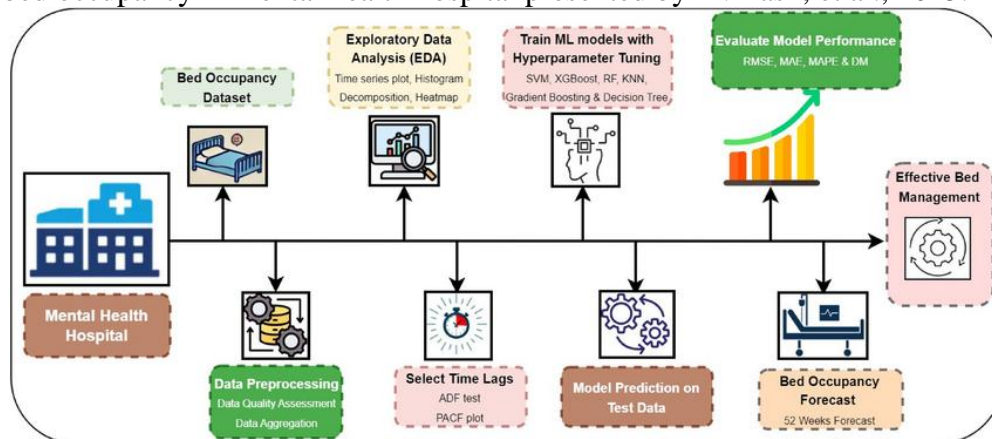 Exploratory Data
Analysis (EDA)
Time series plot, Histogram
Decomposition, Heatmap
Train ML models with
Hyperparameter Tuning
SVM, XGBoost, RF, KNN,
Gradient Boosting & Decision Tree
Evaluate Model Performance
RMSE, MAE, MAPE & DM
Bed Occupancy
Dataset
Effective Bed
Management
Mental Health
Hospital
Data Preprocessing
Data Quality Assessment
Data Aggregation
Select Time Lags
ADF test
PACF plot
Model Prediction on
Test Data
Bed Occupancy
Forecast
52 Weeks Forecast